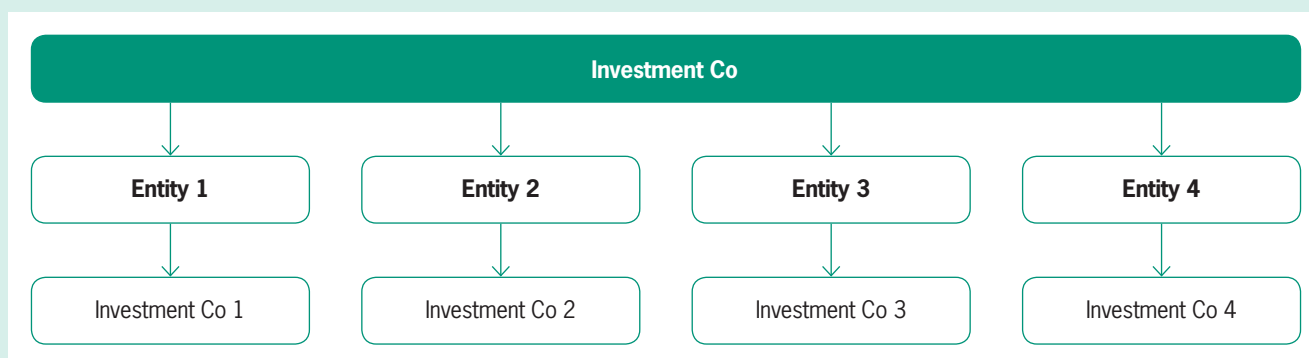 Investment Co
Entity 1
Entity 2
Entity 3
Entity 4
Investment Co 1
Investment Co 2
Investment Co 3
Investment Co 4